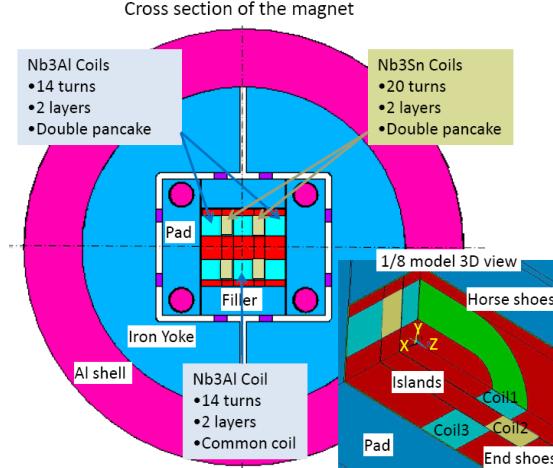 Cross section of the magnet
Nb3Al Coils
•14 turns
•2 layers
•Double pancake
Nb3Sn Coils
•20 turns
•2 layers
•Double pancake
Pad
Filler
Iron Yoke
Al shell
Nb3Al Coil
•14 turns
•2 layers
•Common coil
1/8 model 3D view
Horse shoes
Y
X Z
Islands
Coil1
Coil3 Coil2
Pad
End shoes